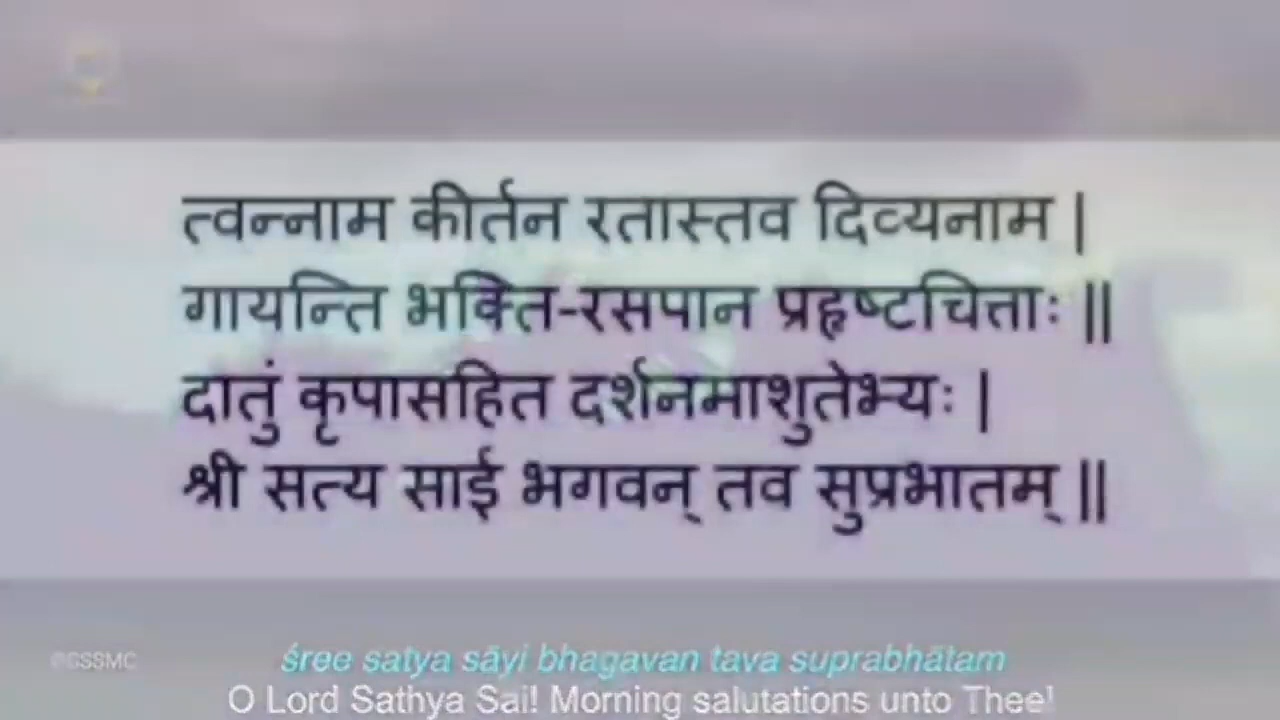 त्वन्नाम कीर्तन रतास्तव दिव्यनाम |
गायन्ति भक्ति-रसपान प्रहृष्टचित्ताः ||
दातुं कृपासहित दर्शनमाशुतेभ्यः |
श्री सत्य साई भगवन् तव सुप्रभातम् ||
©CSSMC
śree satya sāyi bhagavan tava suprabhātam
O Lord Sathya Sai! Morning salutations unto Thee!